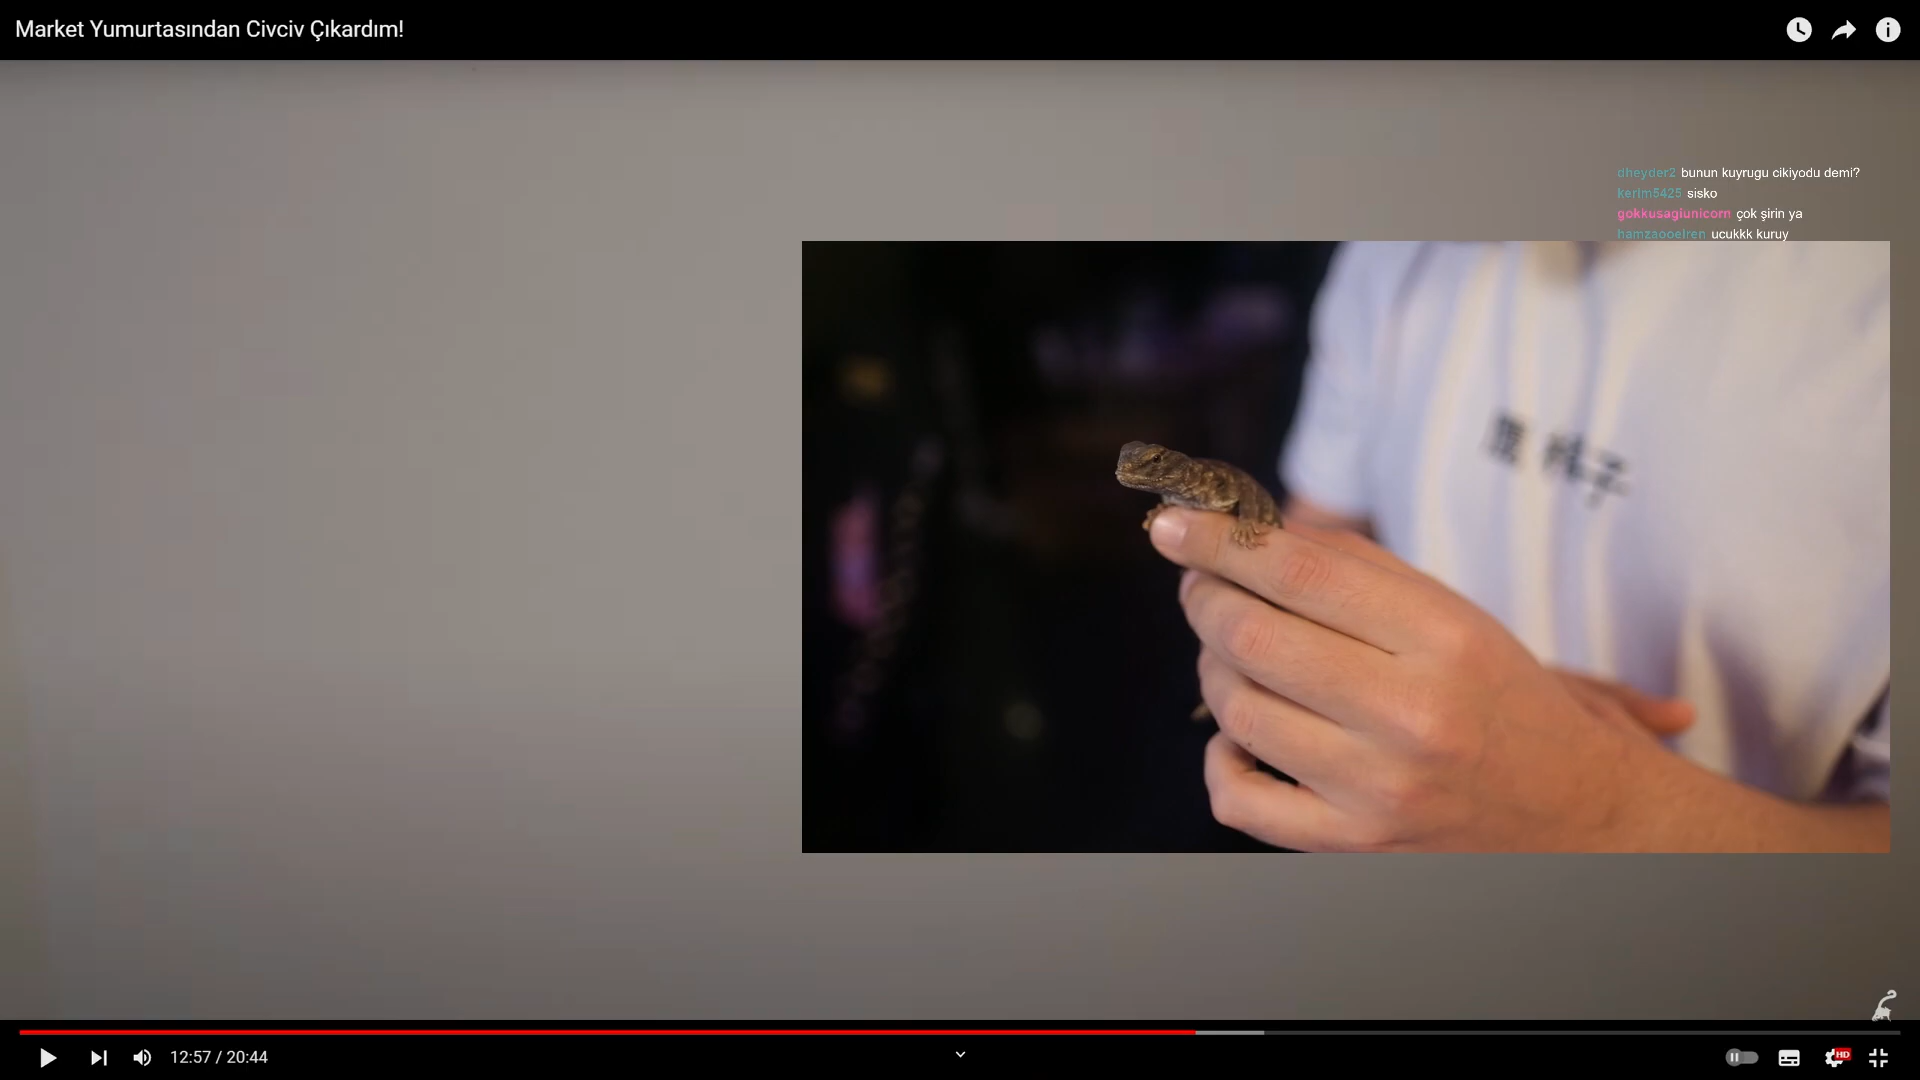 Market Yumurtasından Civciv Çıkardım!
dheyder2 bunun kuyrugu cikiyodu demi?
kerim5425 sisko
gokkusagiunicorn çok şirin ya
ucukkk kuruy
12:57 / 20:44
HD